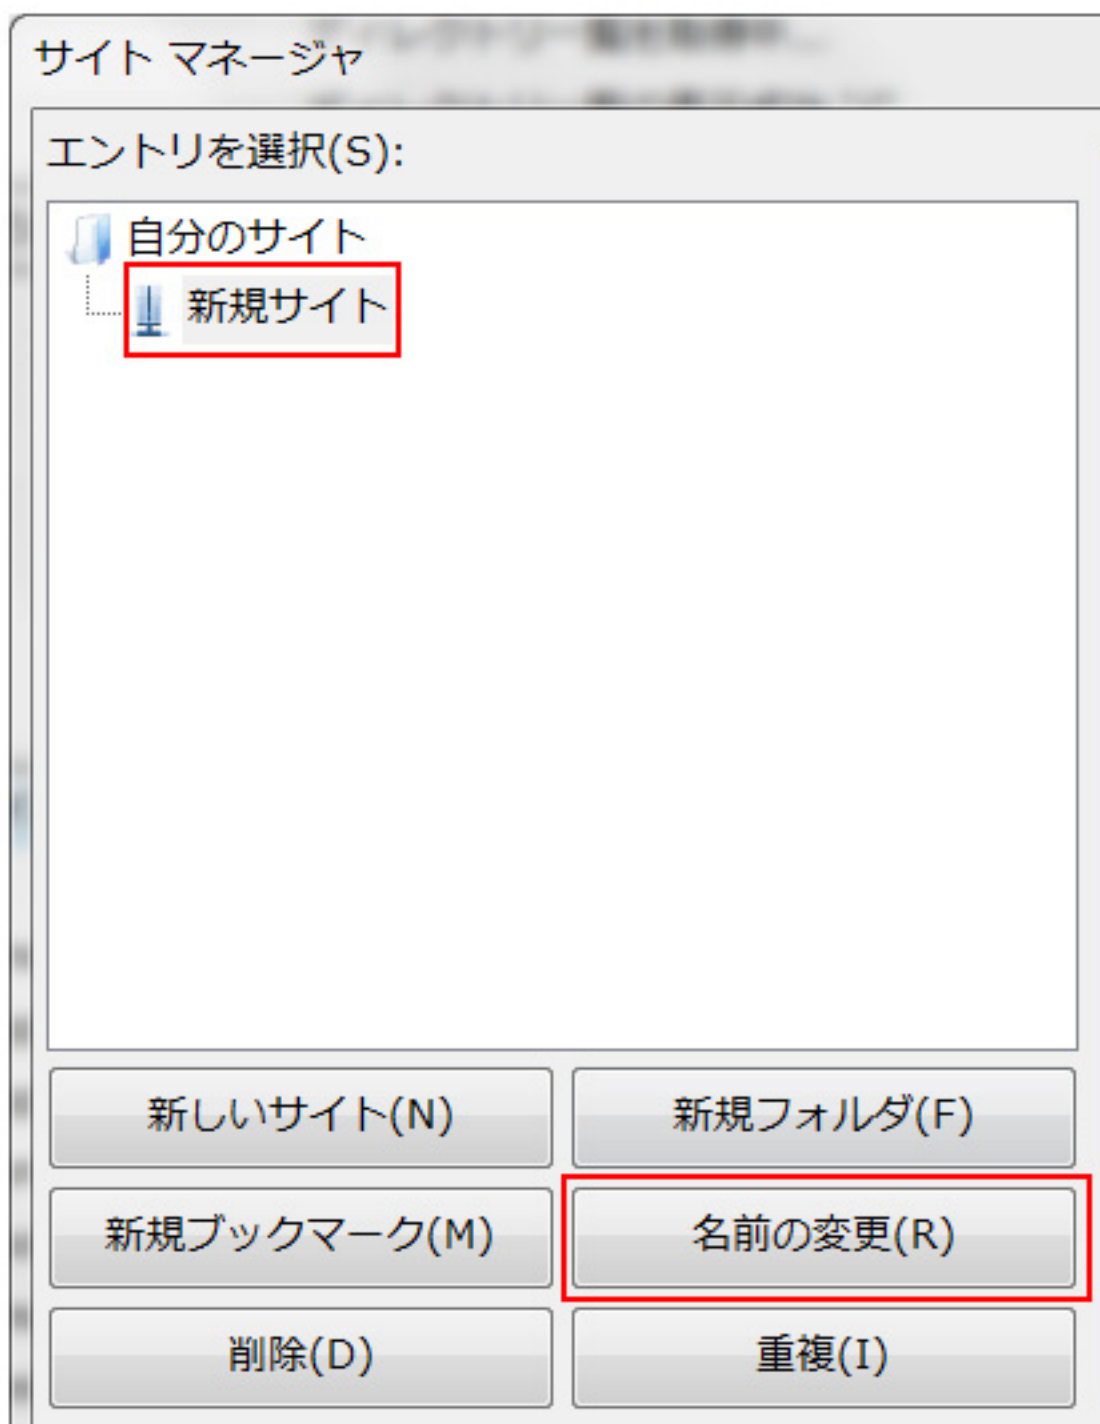 サイト マネージャ
エントリを選択(S):
自分のサイト
新規サイト
新しいサイト(N)
新規フォルダ(F)
新規ブックマーク(M)
名前の変更(R)
削除(D)
重複(I)